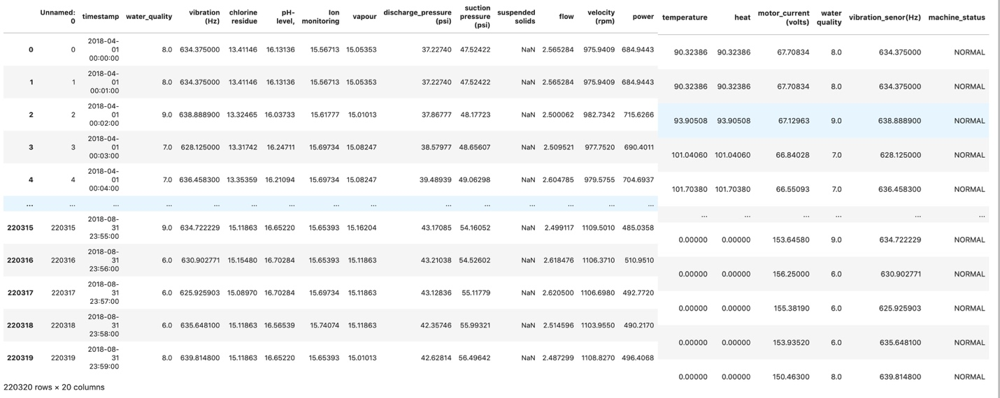 Unnamed: 0 timestamp water_quality vibration (Hz) chlorine residue pH-level, Ion monitoring vapour discharge_pressure (psi) suction pressure (psi) suspended solids flow velocity (rpm) power temperature heat motor_current (volts) water quality vibration_senor(Hz) machine_status
0 0 2018-04-01 00:00:00 8.0 634.375000 13.41146 16.13136 15.56713 15.05353 37.22740 47.52422 NaN 2.565284 975.9409 684.9443 90.32386 90.32386 67.70834 8.0 634.375000 NORMAL
1 1 2018-04-01 00:01:00 8.0 634.375000 13.41146 16.13136 15.56713 15.05353 37.22740 47.52422 NaN 2.565284 975.9409 684.9443 90.32386 90.32386 67.70834 8.0 634.375000 NORMAL
2 2 2018-04-01 00:02:00 9.0 638.888900 13.32465 16.03733 15.61777 15.01013 37.86777 48.17723 NaN 2.500062 982.7342 715.6266 93.90508 93.90508 67.12963 9.0 638.888900 NORMAL
3 3 2018-04-01 00:03:00 7.0 628.125000 13.31742 16.24711 15.69734 15.08247 38.57977 48.65607 NaN 2.509521 977.7520 690.4011 101.04060 101.04060 66.84028 7.0 628.125000 NORMAL
4 4 2018-04-01 00:04:00 7.0 636.458300 13.35359 16.21094 15.69734 15.08247 39.48939 49.06298 NaN 2.604785 979.5755 704.6937 101.70380 101.70380 66.55093 7.0 636.458300 NORMAL
... ... ... ... ... ... ... ... ... ... ... ... ... ... ... ... ... ... ... ... ...
220315 220315 2018-08-31 23:55:00 9.0 634.722229 15.11863 16.65220 15.65393 15.16204 43.17085 54.16052 NaN 2.499117 1109.5010 485.0358 0.00000 0.00000 153.64580 9.0 634.722229 NORMAL
220316 220316 2018-08-31 23:56:00 6.0 630.902771 15.15480 16.70284 15.65393 15.11863 43.21038 54.52602 NaN 2.618476 1106.3710 510.9510 0.00000 0.00000 156.25000 6.0 630.902771 NORMAL
220317 220317 2018-08-31 23:57:00 6.0 625.925903 15.08970 16.70284 15.69734 15.11863 43.12836 55.11779 NaN 2.620500 1106.6980 492.7720 0.00000 0.00000 155.38190 6.0 625.925903 NORMAL
220318 220318 2018-08-31 23:58:00 6.0 635.648100 15.11863 16.56539 15.74074 15.11863 42.35746 55.99321 NaN 2.514596 1103.9550 490.2170 0.00000 0.00000 153.93520 6.0 635.648100 NORMAL
220319 220319 2018-08-31 23:59:00 8.0 639.814800 15.11863 16.65220 15.65393 15.01013 42.62814 56.49642 NaN 2.487299 1108.8270 496.4068 0.00000 0.00000 150.46300 8.0 639.814800 NORMAL
220320 rows × 20 columns